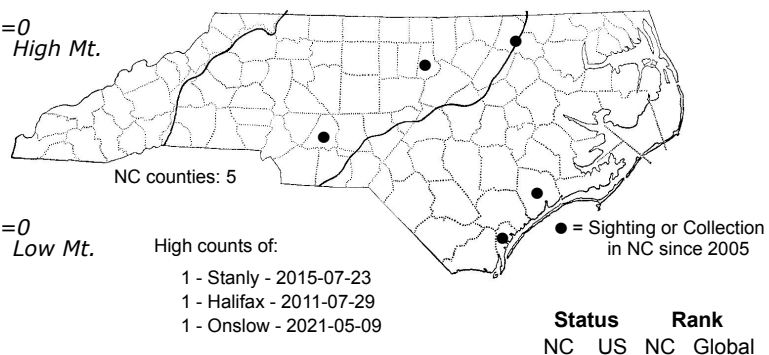 =0
High Mt.
NC counties: 5
=0
Low Mt.
High counts of:
1 - Stanly - 2015-07-23
1 - Halifax - 2011-07-29
1 - Onslow - 2021-05-09
● = Sighting or Collection
in NC since 2005
Status Rank
NC US NC Global